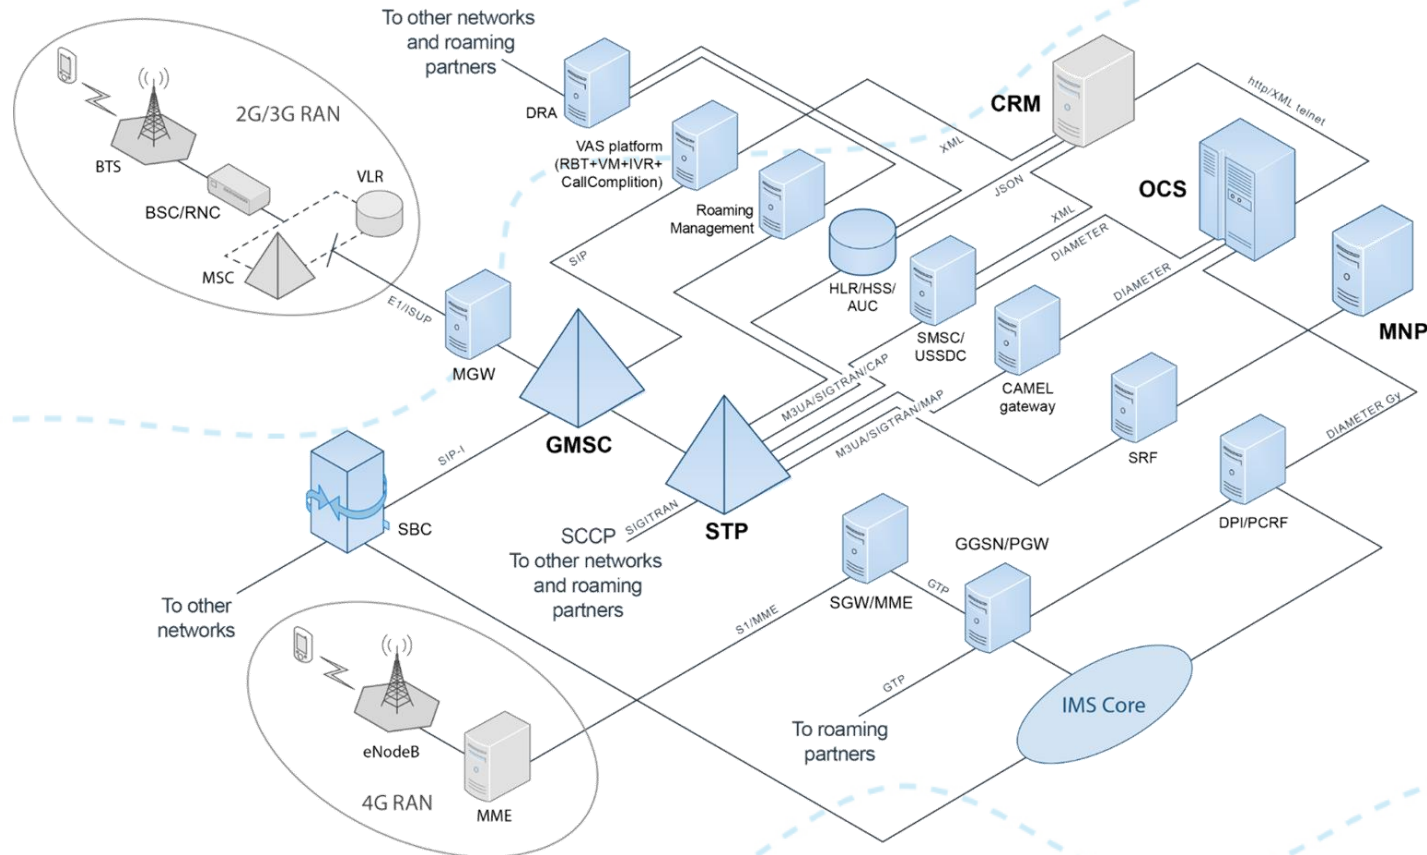 To other networks
and roaming
partners
DRA
2G/3G RAN
BTS
BSC/RNC
VLR
MSC
E1/ISUP
MGW
VAS platform
(RBT+VM+IVR+
CallComplition)
Roaming
Management
SIP
HLR/HSS/
AUC
CRM
XML
JSON
http/XML telnet
OCS
XML
DIAMETER
DIAMETER
SMSC/
USSDC
CAMEL
gateway
MNP
M3UA/SIGTRAN/CAP
M3UA/SIGTRAN/MAP
GMSC
SIP-I
STP
SBC
SIGITRAN
SCCP
To other networks
and roaming
partners
SRF
DIAMETER Gy
DPI/PCRF
To other
networks
SGW/MME
GGSN/PGW
GTP
S1/MME
GTP
To roaming
partners
IMS Core
eNodeB
MME
4G RAN